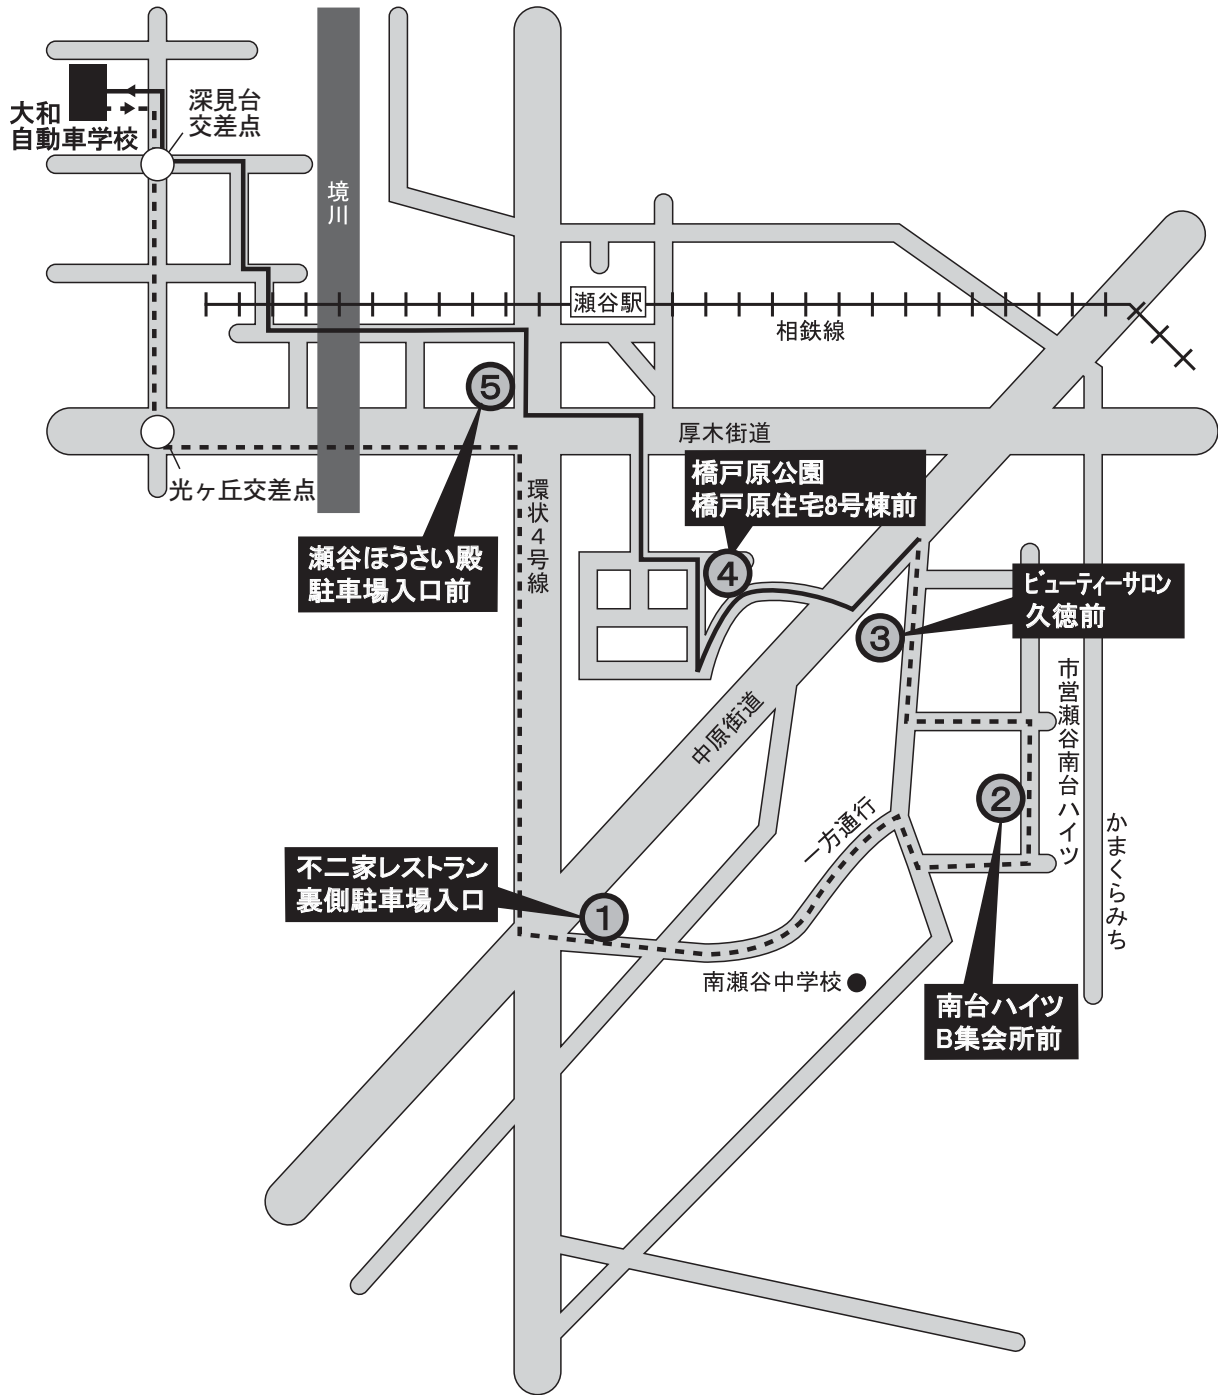 大和
自動車学校
深見台
交差点
境川
瀬谷駅
相鉄線
⑤
厚木街道
光ヶ丘交差点
環状4号線
橋戸原公園
橋戸原住宅8号棟前
瀬谷ほうさい殿
駐車場入口前
④
ビューティーサロン
久徳前
③
市営瀬谷南台ハイツ
中原街道
②
一方通行
かまくらみち
不二家レストラン
裏側駐車場入口
①
南瀬谷中学校
南台ハイツ
B集会所前